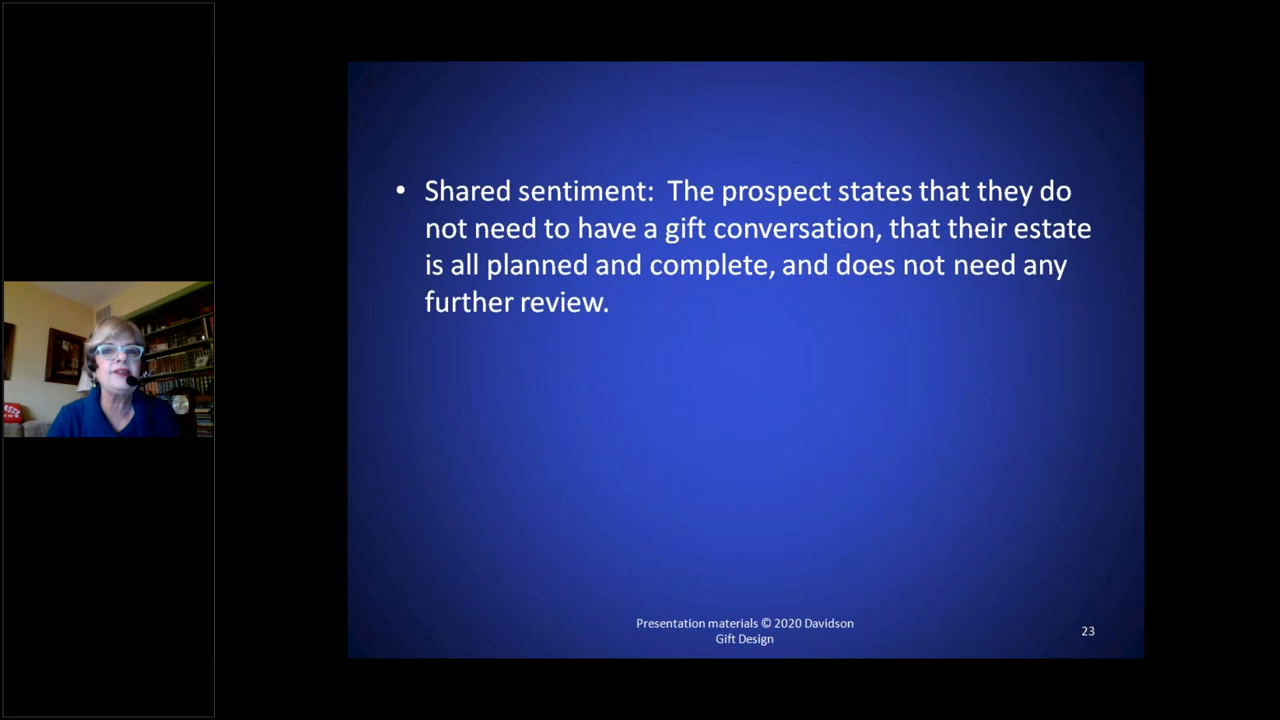 • Shared sentiment:  The prospect states that they do
not need to have a gift conversation, that their estate
is all planned and complete, and does not need any
further review.
Presentation materials © 2020 Davidson
Gift Design
23